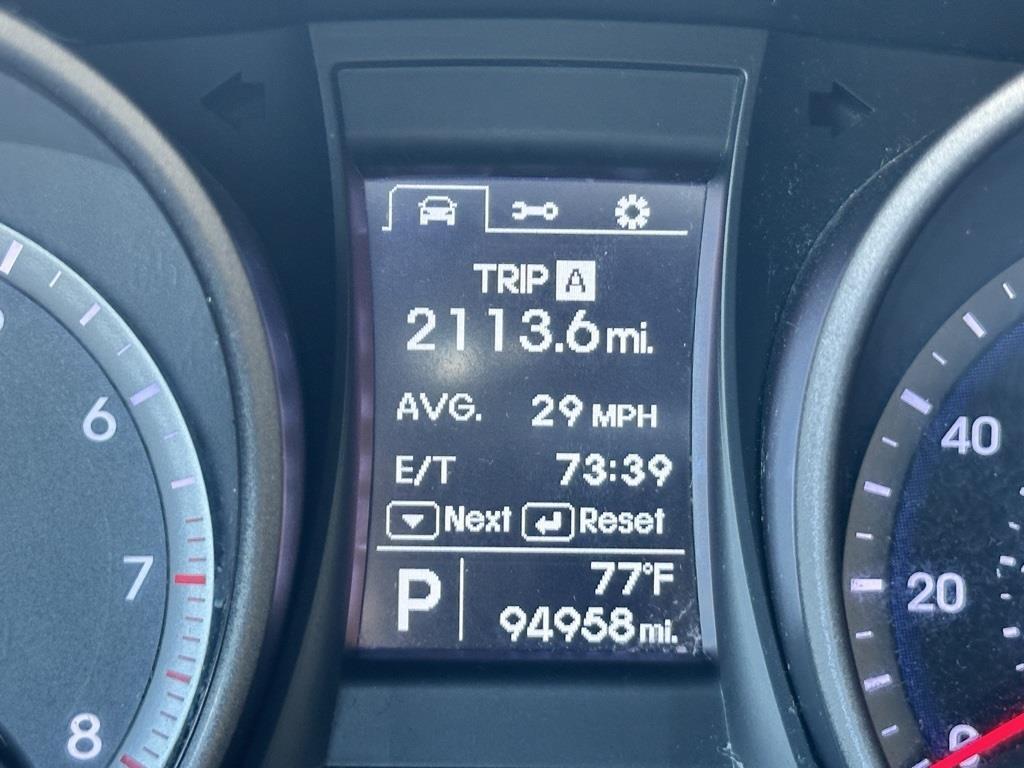 TRIP A
2113.6 mi.
AVG. 29 MPH
E/T 73:39
Next Reset
P
77°F
94958 mi.
6
7
8
40
20
0